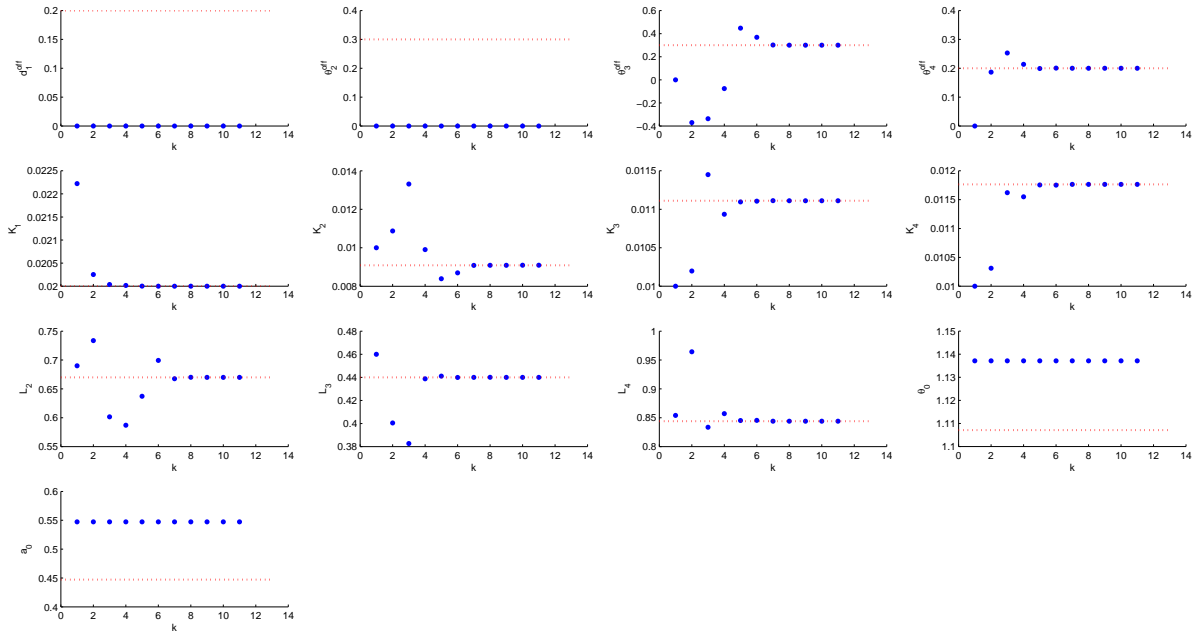 0.2 0.4 0.6 0.4
0.15 0.3 0.4 0.3
0.1 0.2 0.2 0.2
0.05 0.1 0 0.1
0 0 −0.2 0
−0.4
d₁ᵒᶠᶠ θ₂ᵒᶠᶠ θ₃ᵒᶠᶠ θ₄ᵒᶠᶠ
0 2 4 6 8 10 12 14 0 2 4 6 8 10 12 14 0 2 4 6 8 10 12 14 0 2 4 6 8 10 12 14
k k k k
0.0225 0.014 0.0115 0.012
0.022 0.012 0.011 0.0115
0.0215 0.01 0.0105 0.011
0.021 0.008 0.01 0.0105
0.0205 0.01
0.02
K₁ K₂ K₃ K₄
0 2 4 6 8 10 12 14 0 2 4 6 8 10 12 14 0 2 4 6 8 10 12 14 0 2 4 6 8 10 12 14
k k k k
0.75 0.48 1 1.15
0.7 0.46 0.95 1.14
0.65 0.44 0.9 1.13
0.6 0.42 0.85 1.12
0.55 0.4 0.8 1.11
0.38 1.1
L₂ L₃ L₄ θ₀
0 2 4 6 8 10 12 14 0 2 4 6 8 10 12 14 0 2 4 6 8 10 12 14 0 2 4 6 8 10 12 14
k k k k
0.6
0.55
0.5
0.45
0.4
a₀
0 2 4 6 8 10 12 14
k